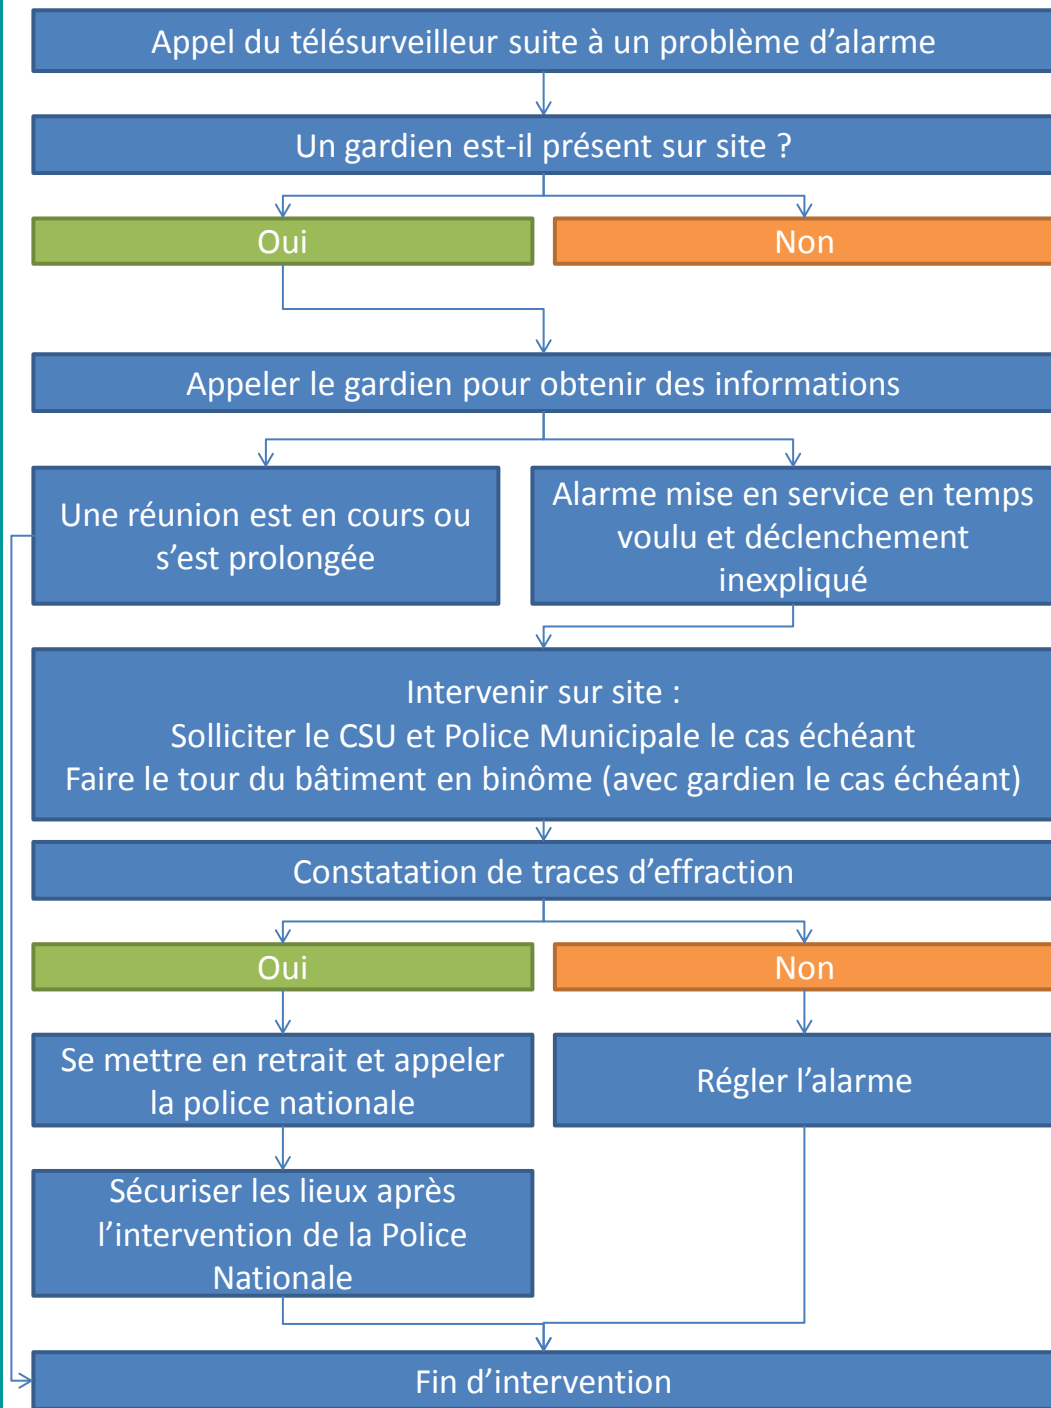 Appel du télésurveilleur suite à un problème d’alarme
Un gardien est-il présent sur site ?
Oui
Non
Appeler le gardien pour obtenir des informations
Une réunion est en cours ou
s’est prolongée
Alarme mise en service en temps
voulu et déclenchement
inexpliqué
Intervenir sur site :
Solliciter le CSU et Police Municipale le cas échéant
Faire le tour du bâtiment en binôme (avec gardien le cas échéant)
Constatation de traces d’effraction
Oui
Non
Se mettre en retrait et appeler
la police nationale
Régler l’alarme
Sécuriser les lieux après
l’intervention de la Police
Nationale
Fin d’intervention